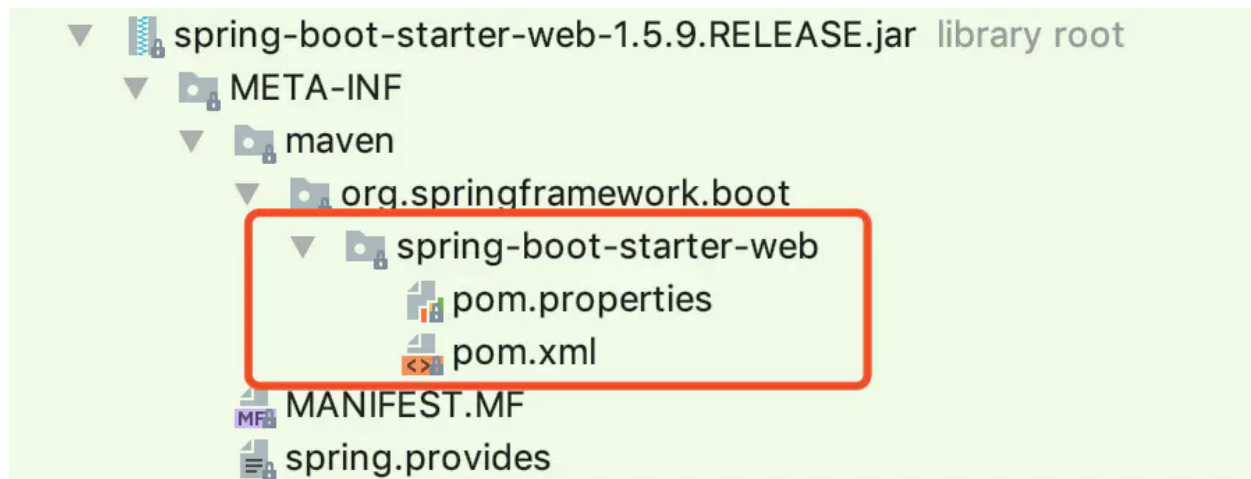 spring-boot-starter-web-1.5.9.RELEASE.jar library root
META-INF
maven
org.springframework.boot
spring-boot-starter-web
pom.properties
pom.xml
MANIFEST.MF
spring.provides